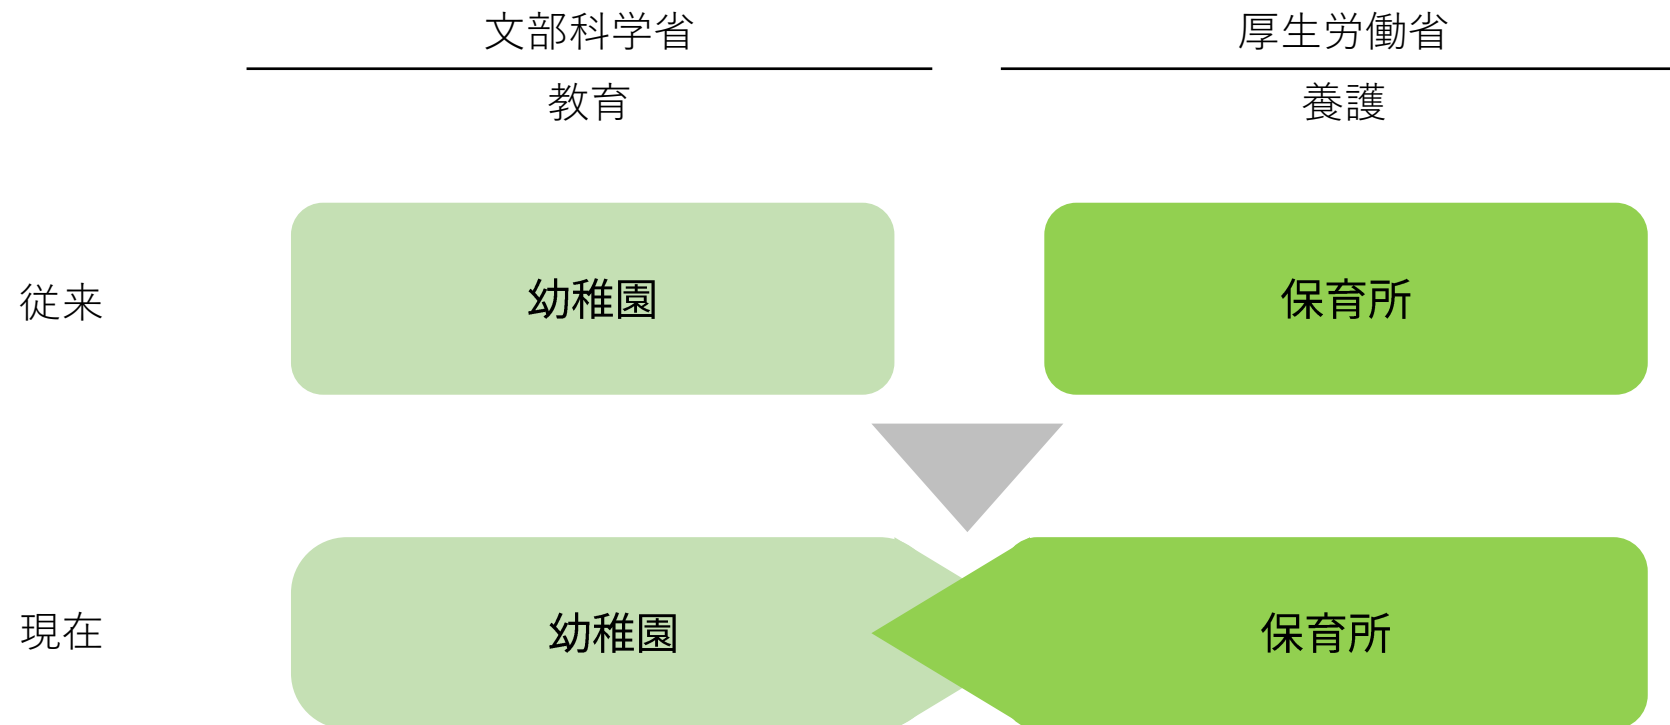 文部科学省
厚生労働省
教育
養護
従来
幼稚園
保育所
現在
幼稚園
保育所